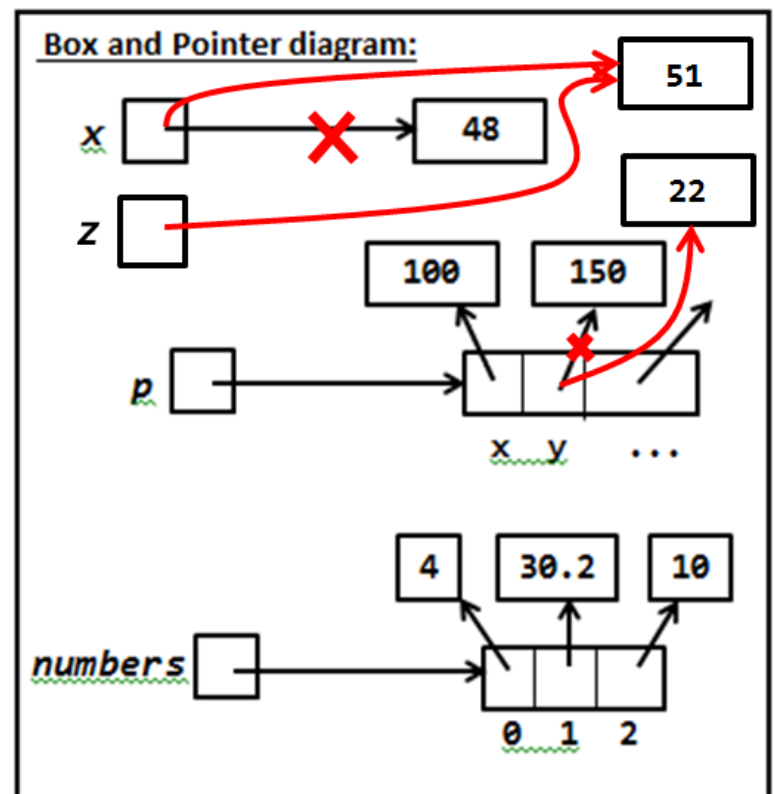 Box and Pointer diagram:
51
x 48
22
z
100 150
p
x y ...
4 30.2 10
numbers
0 1 2